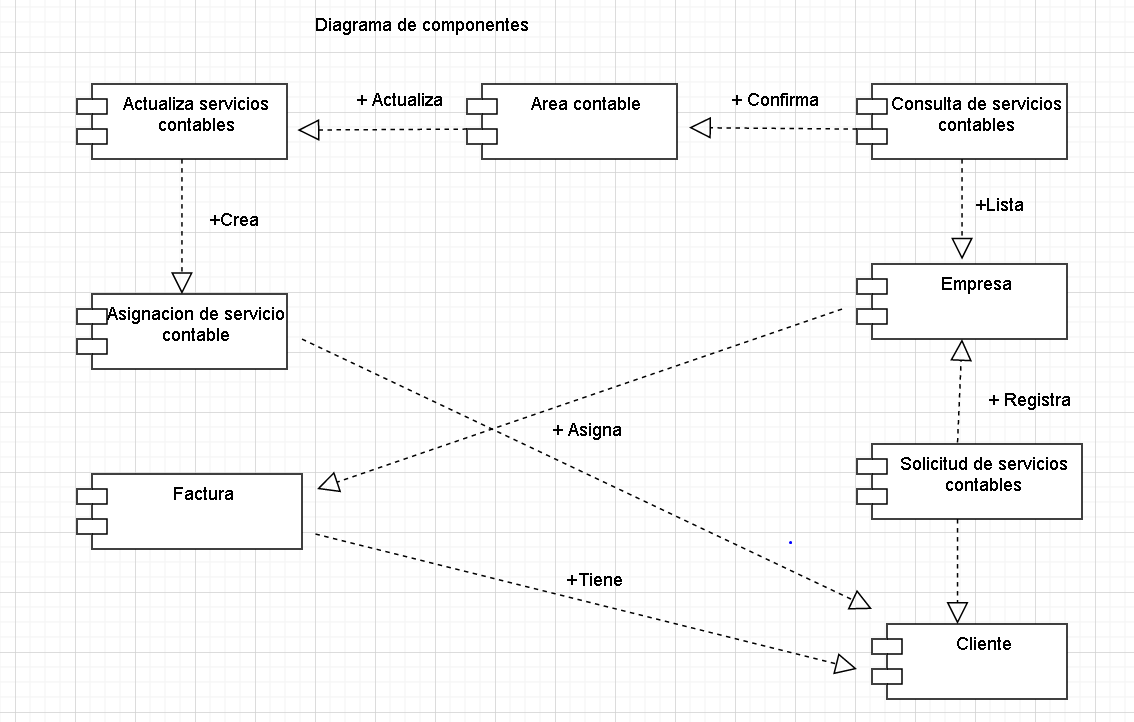 Diagrama de componentes
Actualiza servicios
contables
+ Actualiza
Area contable
+ Confirma
Consulta de servicios
contables
+Crea
+Lista
Asignacion de servicio
contable
Empresa
+ Asigna
+ Registra
Factura
Solicitud de servicios
contables
+Tiene
Cliente